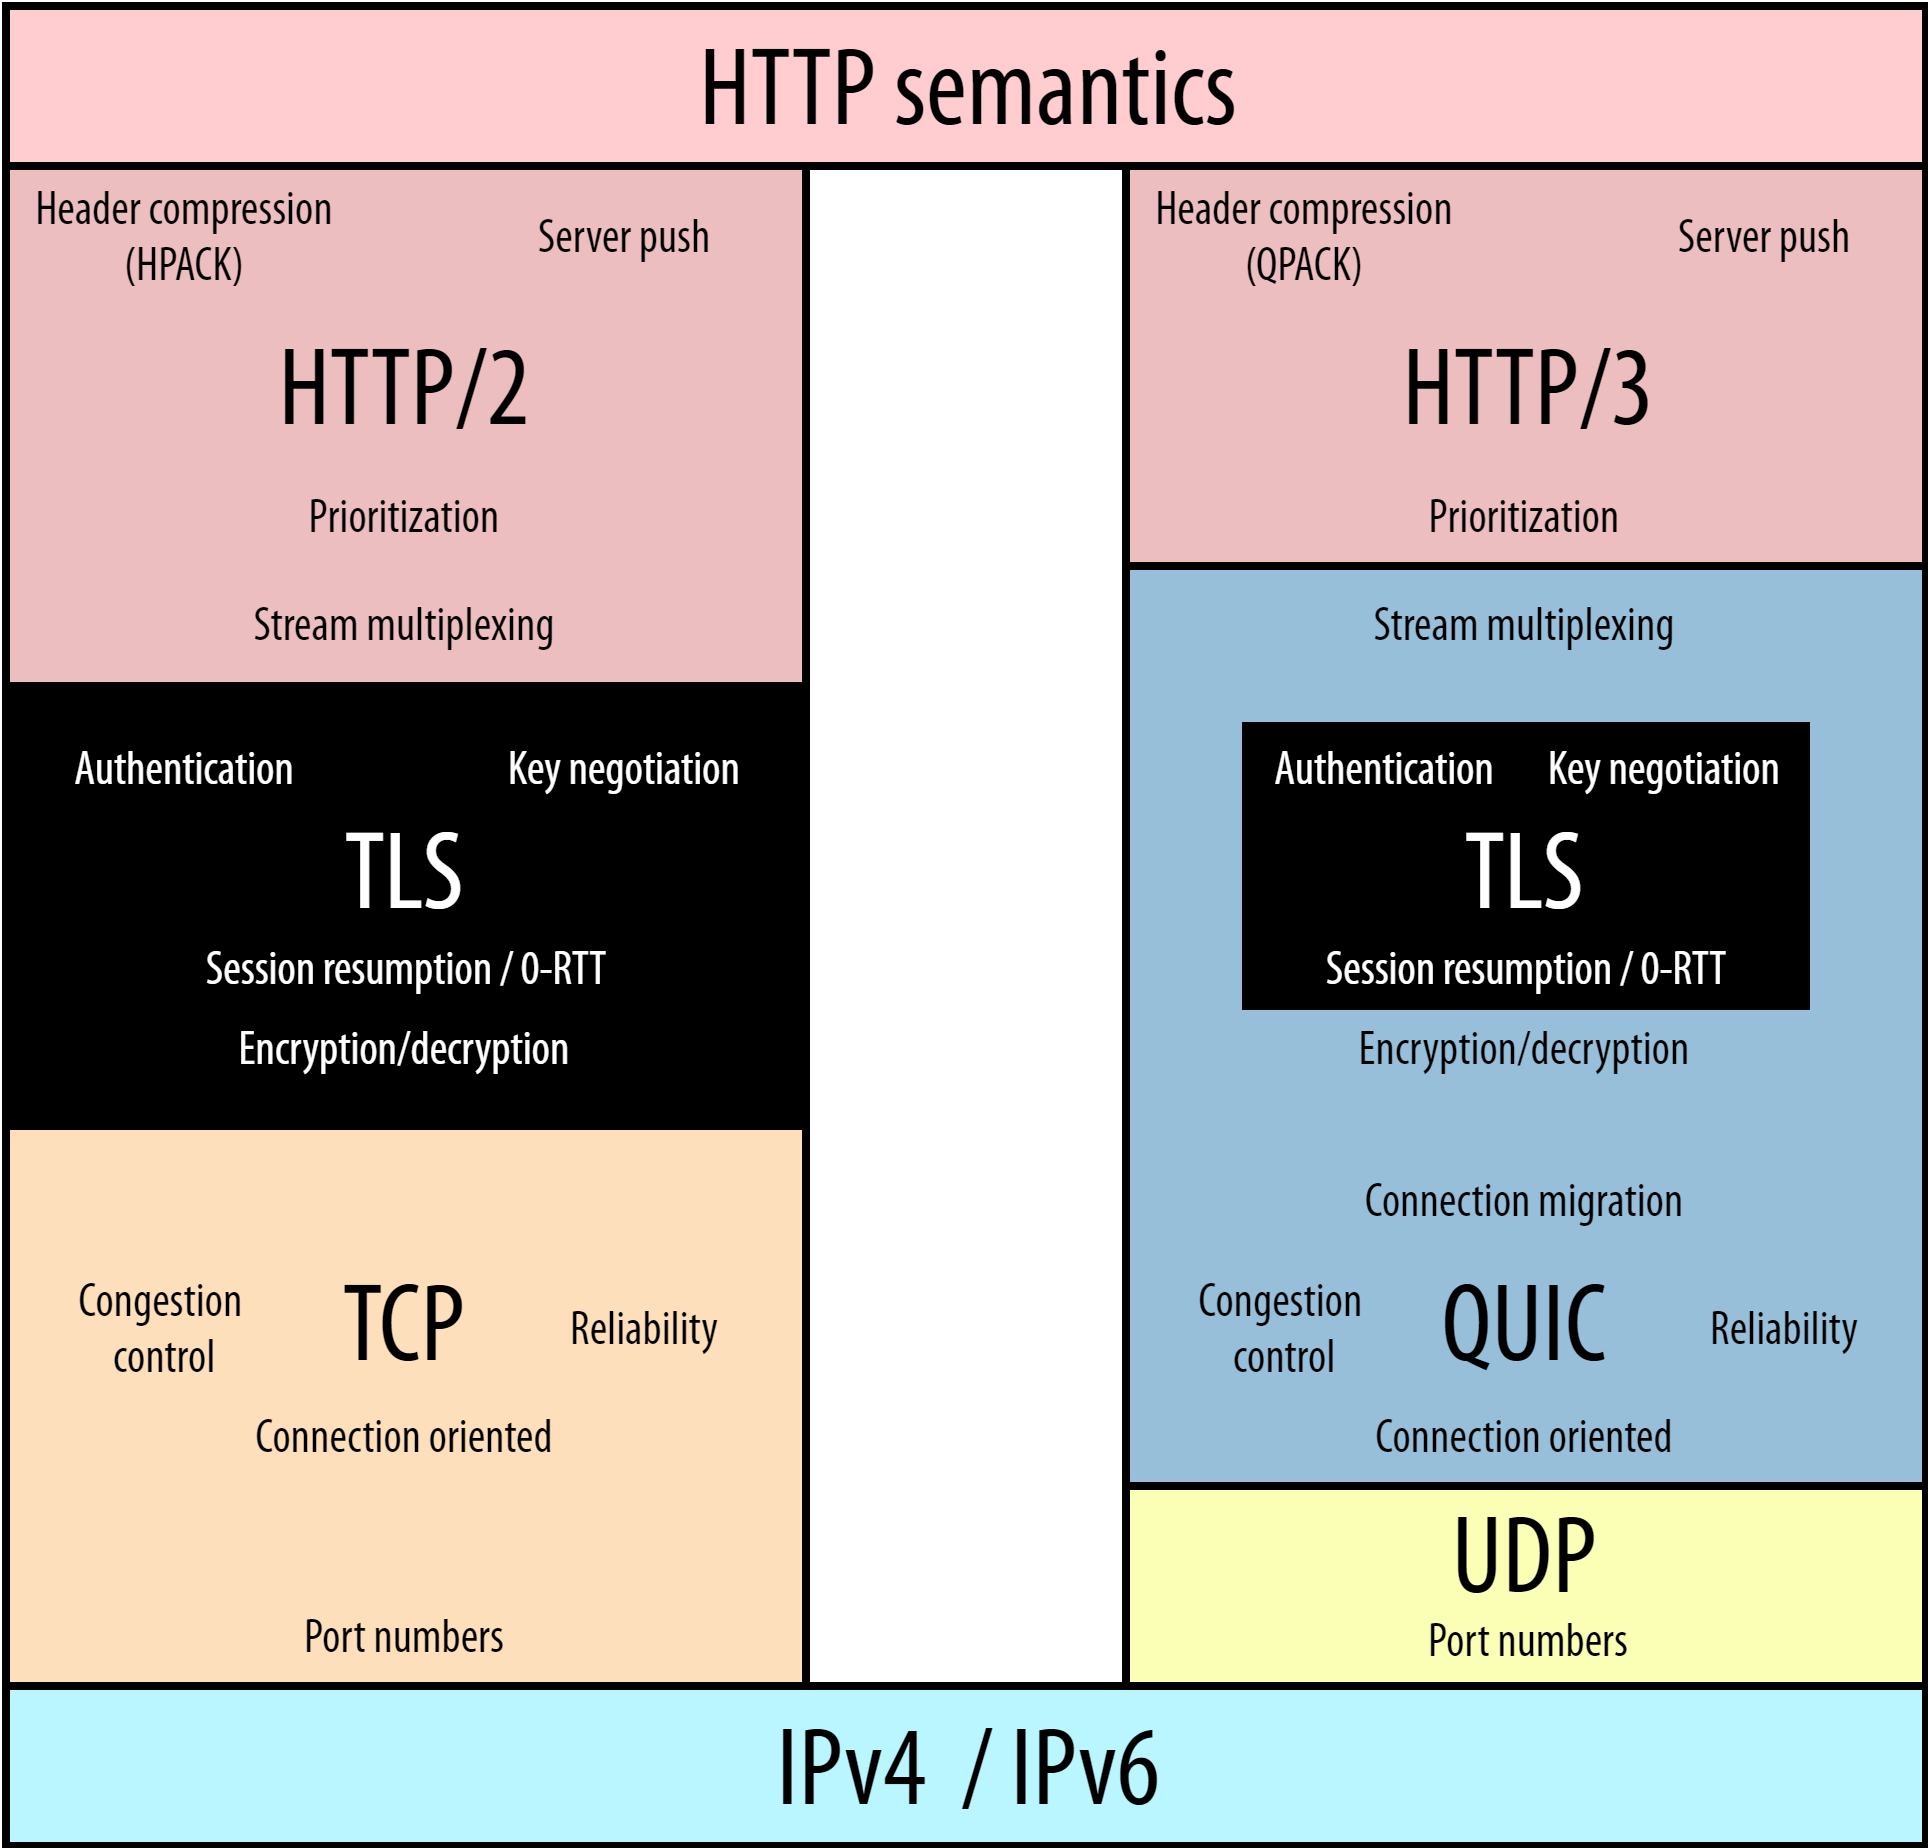 HTTP semantics
Header compression
(HPACK)
Server push
HTTP/2
Prioritization
Stream multiplexing
Authentication
Key negotiation
TLS
Session resumption / 0-RTT
Encryption/decryption
Congestion
control
TCP
Reliability
Connection oriented
Port numbers
Header compression
(QPACK)
Server push
HTTP/3
Prioritization
Stream multiplexing
Authentication
Key negotiation
TLS
Session resumption / 0-RTT
Encryption/decryption
Connection migration
Congestion
control
QUIC
Reliability
Connection oriented
UDP
Port numbers
IPv4 / IPv6